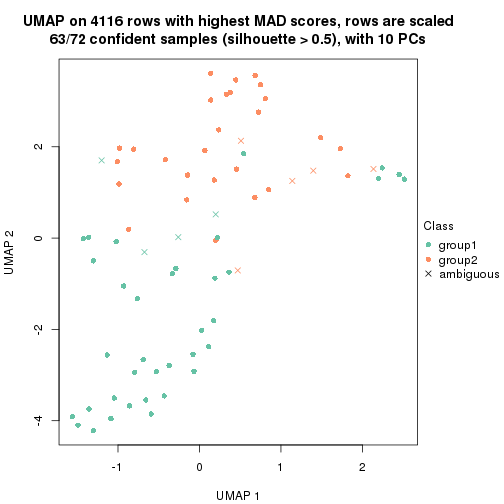 UMAP on 4116 rows with highest MAD scores, rows are scaled
63/72 confident samples (silhouette > 0.5), with 10 PCs
UMAP 2
2
0
-2
-4
-1
0
1
2
UMAP 1
Class
group1
group2
ambiguous